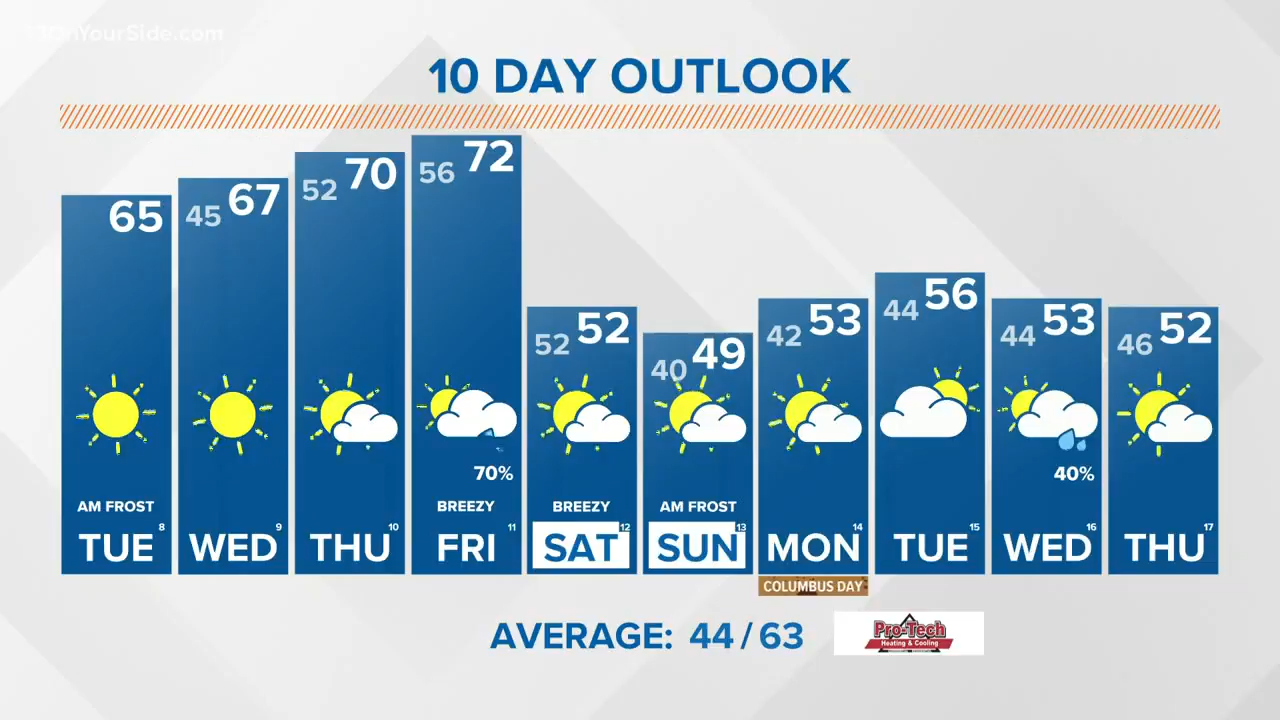 13OnYourSide.com
10 DAY OUTLOOK
65
45 67
52 70
56 72
52 52
40 49
42 53
44 56
44 53
46 52
70%
40%
AM FROST
BREEZY
BREEZY
AM FROST
TUE 8
WED 9
THU 10
FRI 11
SAT 12
SUN 13
MON 14
TUE 15
WED 16
THU 17
COLUMBUS DAY
AVERAGE: 44 / 63
Pro-Tech
Heating & Cooling